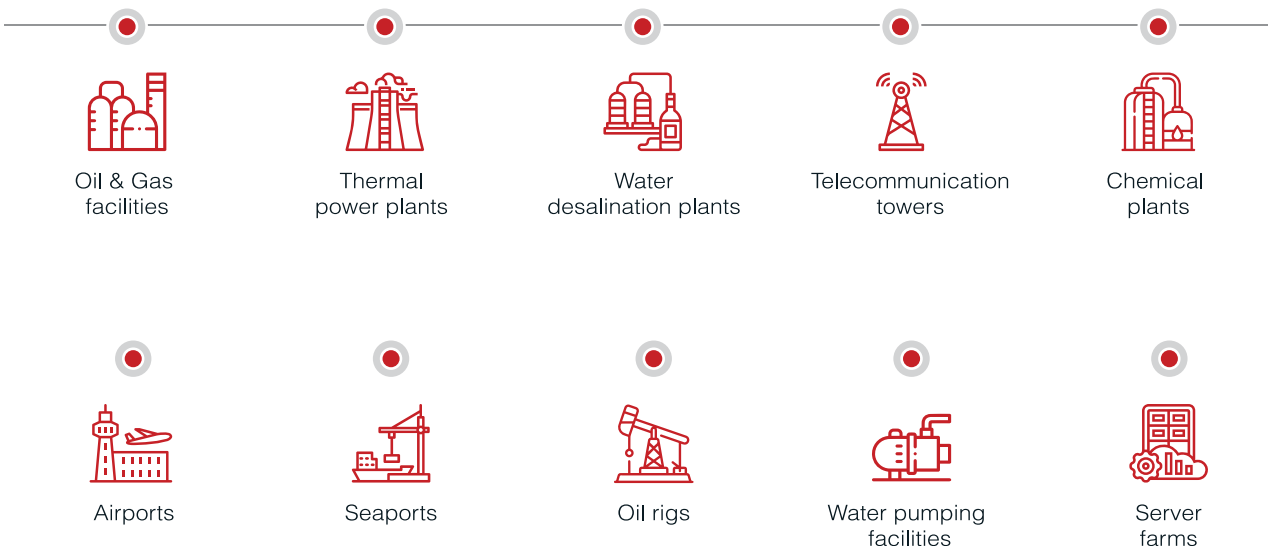 Oil & Gas
facilities
Thermal
power plants
Water
desalination plants
Telecommunication
towers
Chemical
plants
Airports
Seaports
Oil rigs
Water pumping
facilities
Server
farms